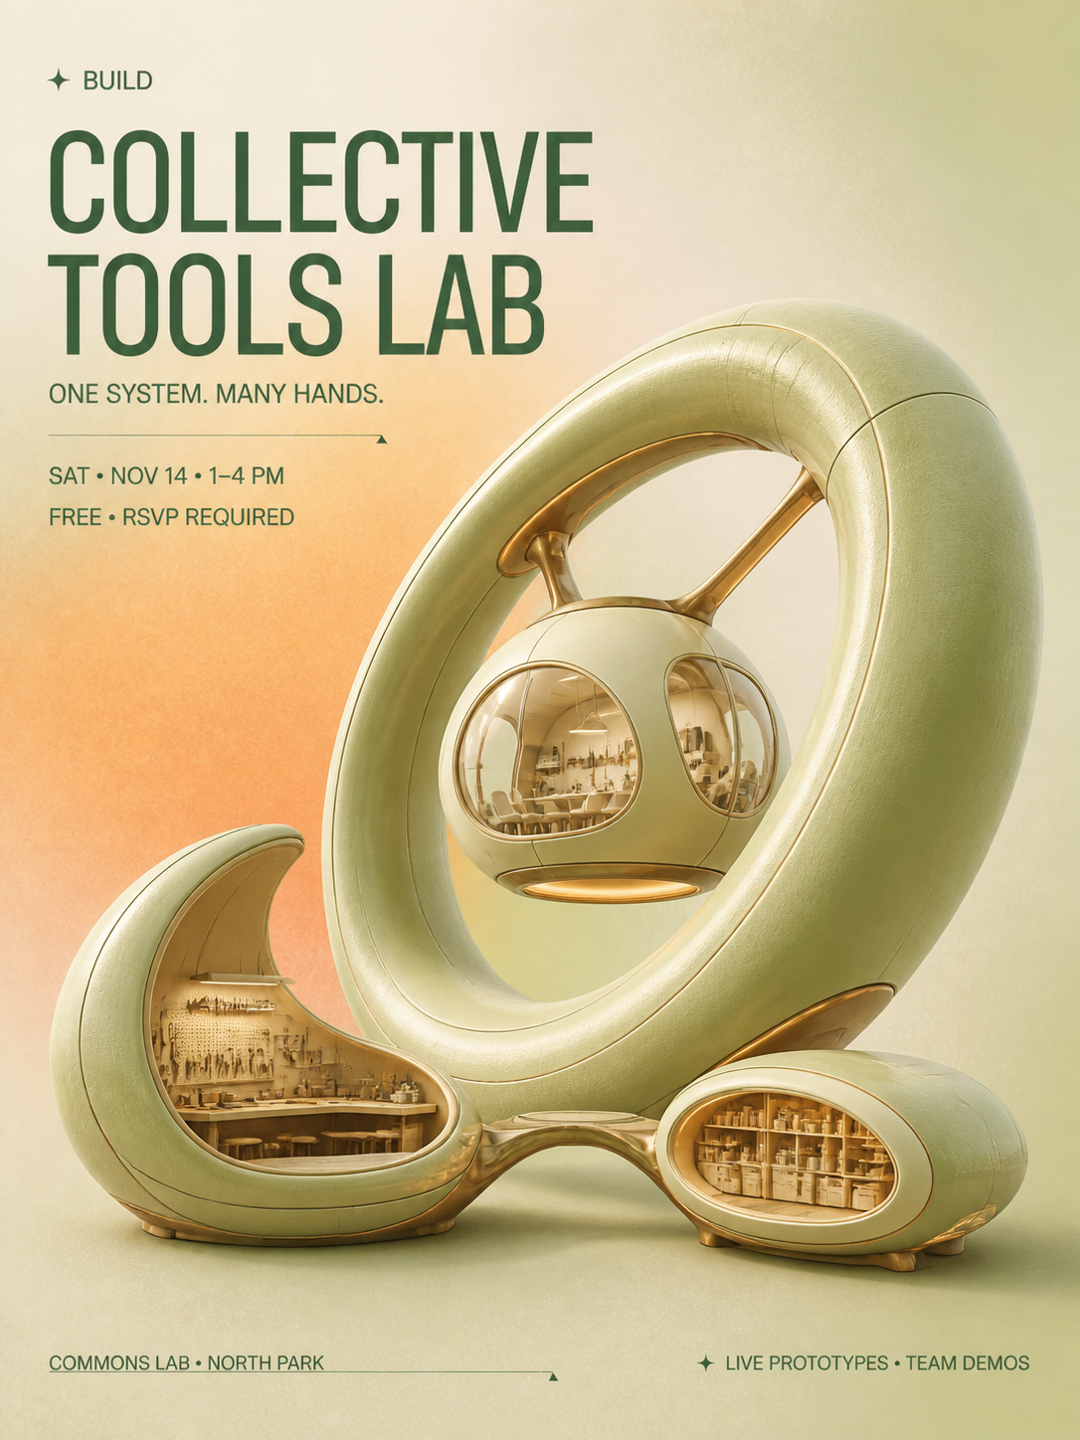 BUILD
COLLECTIVE
TOOLS LAB
ONE SYSTEM. MANY HANDS.
SAT • NOV 14 • 1–4 PM
FREE • RSVP REQUIRED
COMMONS LAB • NORTH PARK
LIVE PROTOTYPES • TEAM DEMOS